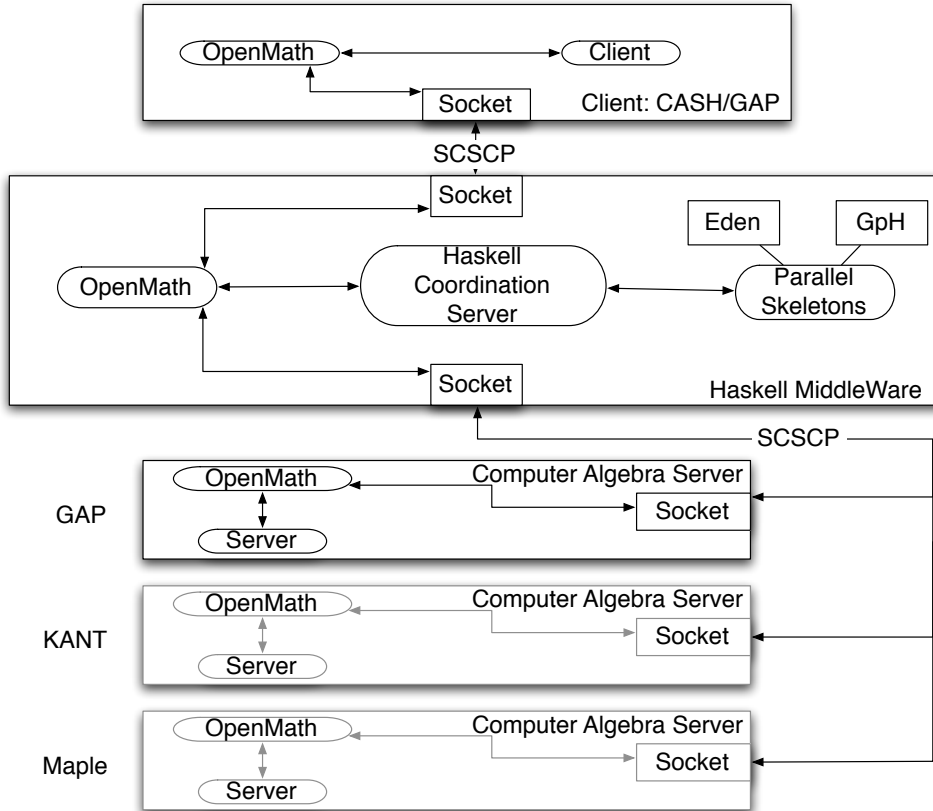 OpenMath
Client
Socket
Client: CASH/GAP
SCSCP
Socket
Eden
GpH
OpenMath
Haskell
Coordination
Server
Parallel
Skeletons
Socket
Haskell MiddleWare
SCSCP
GAP
OpenMath
Computer Algebra Server
Socket
Server
KANT
OpenMath
Computer Algebra Server
Socket
Server
Maple
OpenMath
Computer Algebra Server
Socket
Server